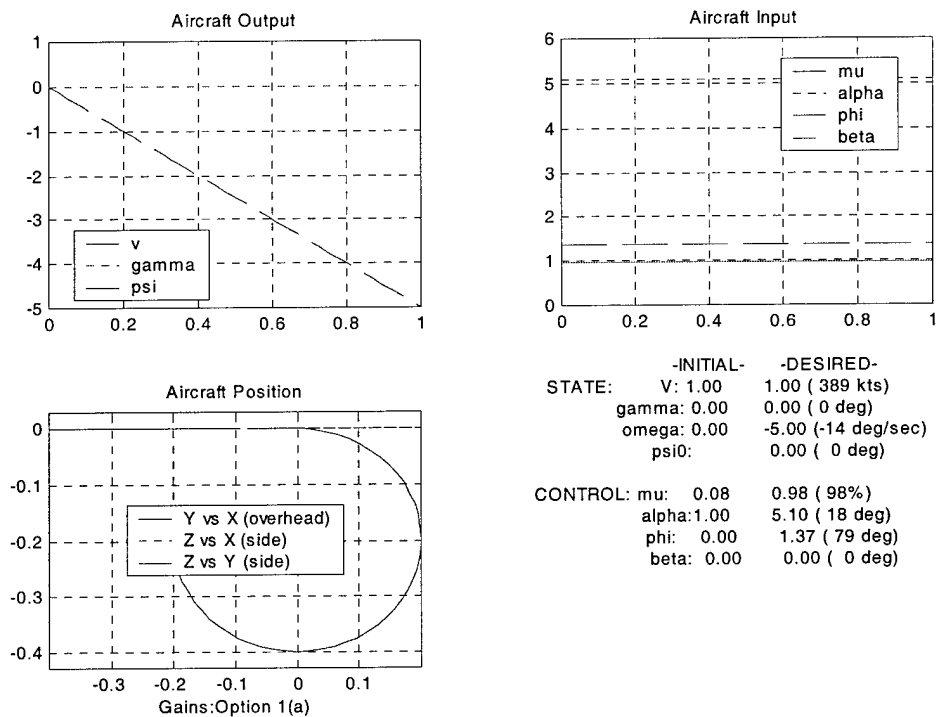 Aircraft Output
1
0
-1
-2
-3
-4
-5
v
gamma
psi
0 0.2 0.4 0.6 0.8 1
Aircraft Input
6
5
4
3
2
1
0
mu
alpha
phi
beta
0 0.2 0.4 0.6 0.8 1
Aircraft Position
0
-0.1
-0.2
-0.3
-0.4
Y vs X (overhead)
Z vs X (side)
Z vs Y (side)
-0.3 -0.2 -0.1 0 0.1
Gains:Option 1(a)
-INITIAL- -DESIRED-
STATE: V: 1.00 1.00 ( 389 kts)
gamma: 0.00 0.00 ( 0 deg)
omega: 0.00 -5.00 (-14 deg/sec)
psi0: 0.00 ( 0 deg)
CONTROL: mu: 0.08 0.98 ( 98%)
alpha:1.00 5.10 ( 18 deg)
phi: 0.00 1.37 ( 79 deg)
beta: 0.00 0.00 ( 0 deg)